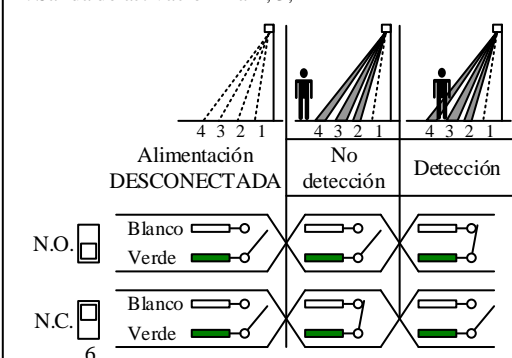 4 3 2 1
4 3 2 1
4 3 2 1
Alimentación
DESCONECTADA
No
detección
Detección
N.O.
Blanco
Verde
N.C.
Blanco
Verde
6